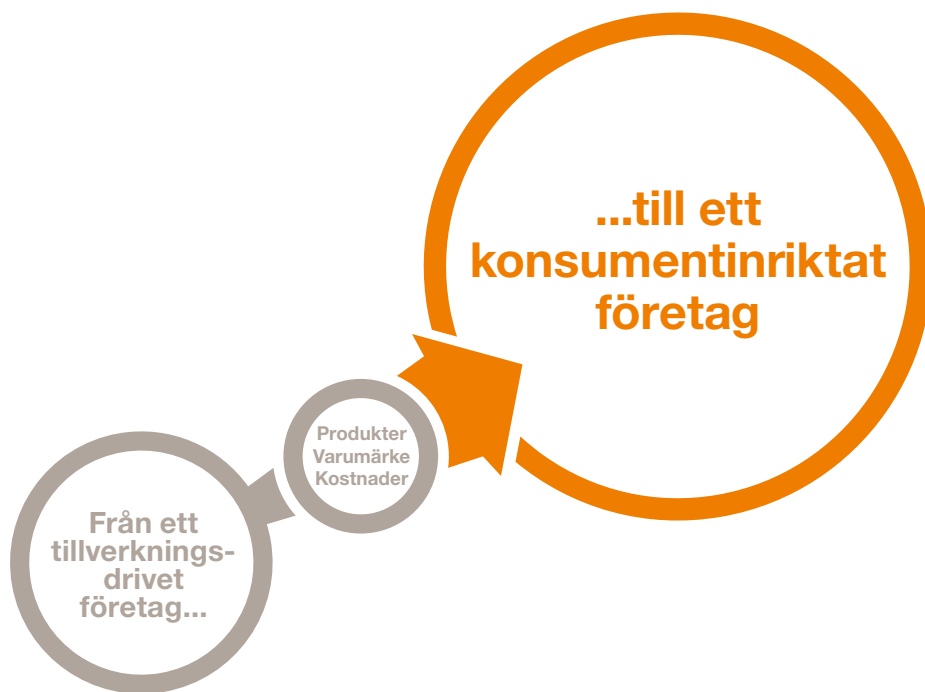 Från ett
tillverknings-
drivet
företag...
Produkter
Varumärke
Kostnader
...till ett
konsumentinriktat
företag